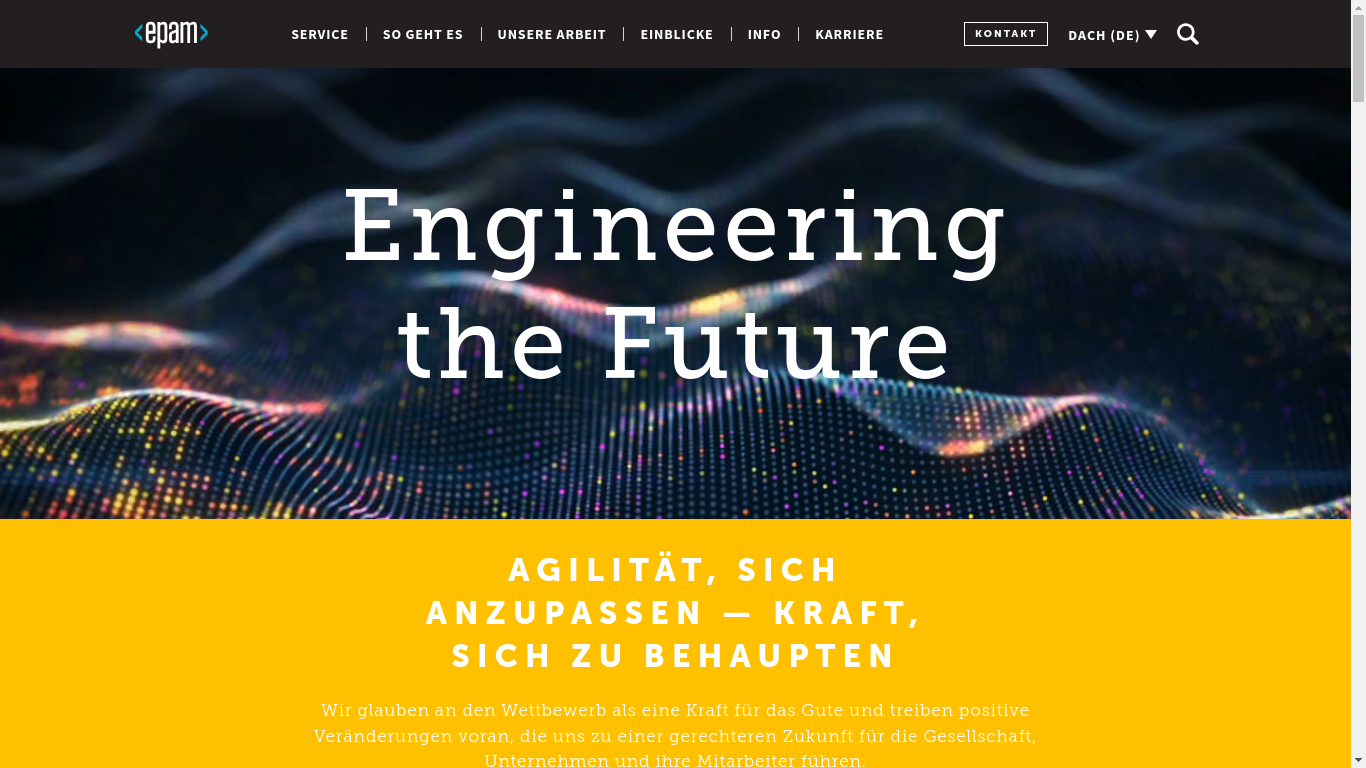 <epam>
SERVICE
SO GEHT ES
UNSERE ARBEIT
EINBLICKE
INFO
KARRIERE
KONTAKT
DACH (DE)
Engineering
the Future
AGILITÄT, SICH
ANZUPASSEN — KRAFT,
SICH ZU BEHAUPTEN
Wir glauben an den Wettbewerb als eine Kraft für das Gute und treiben positive
Veränderungen voran, die uns zu einer gerechteren Zukunft für die Gesellschaft,
Unternehmen und ihre Mitarbeiter führen.